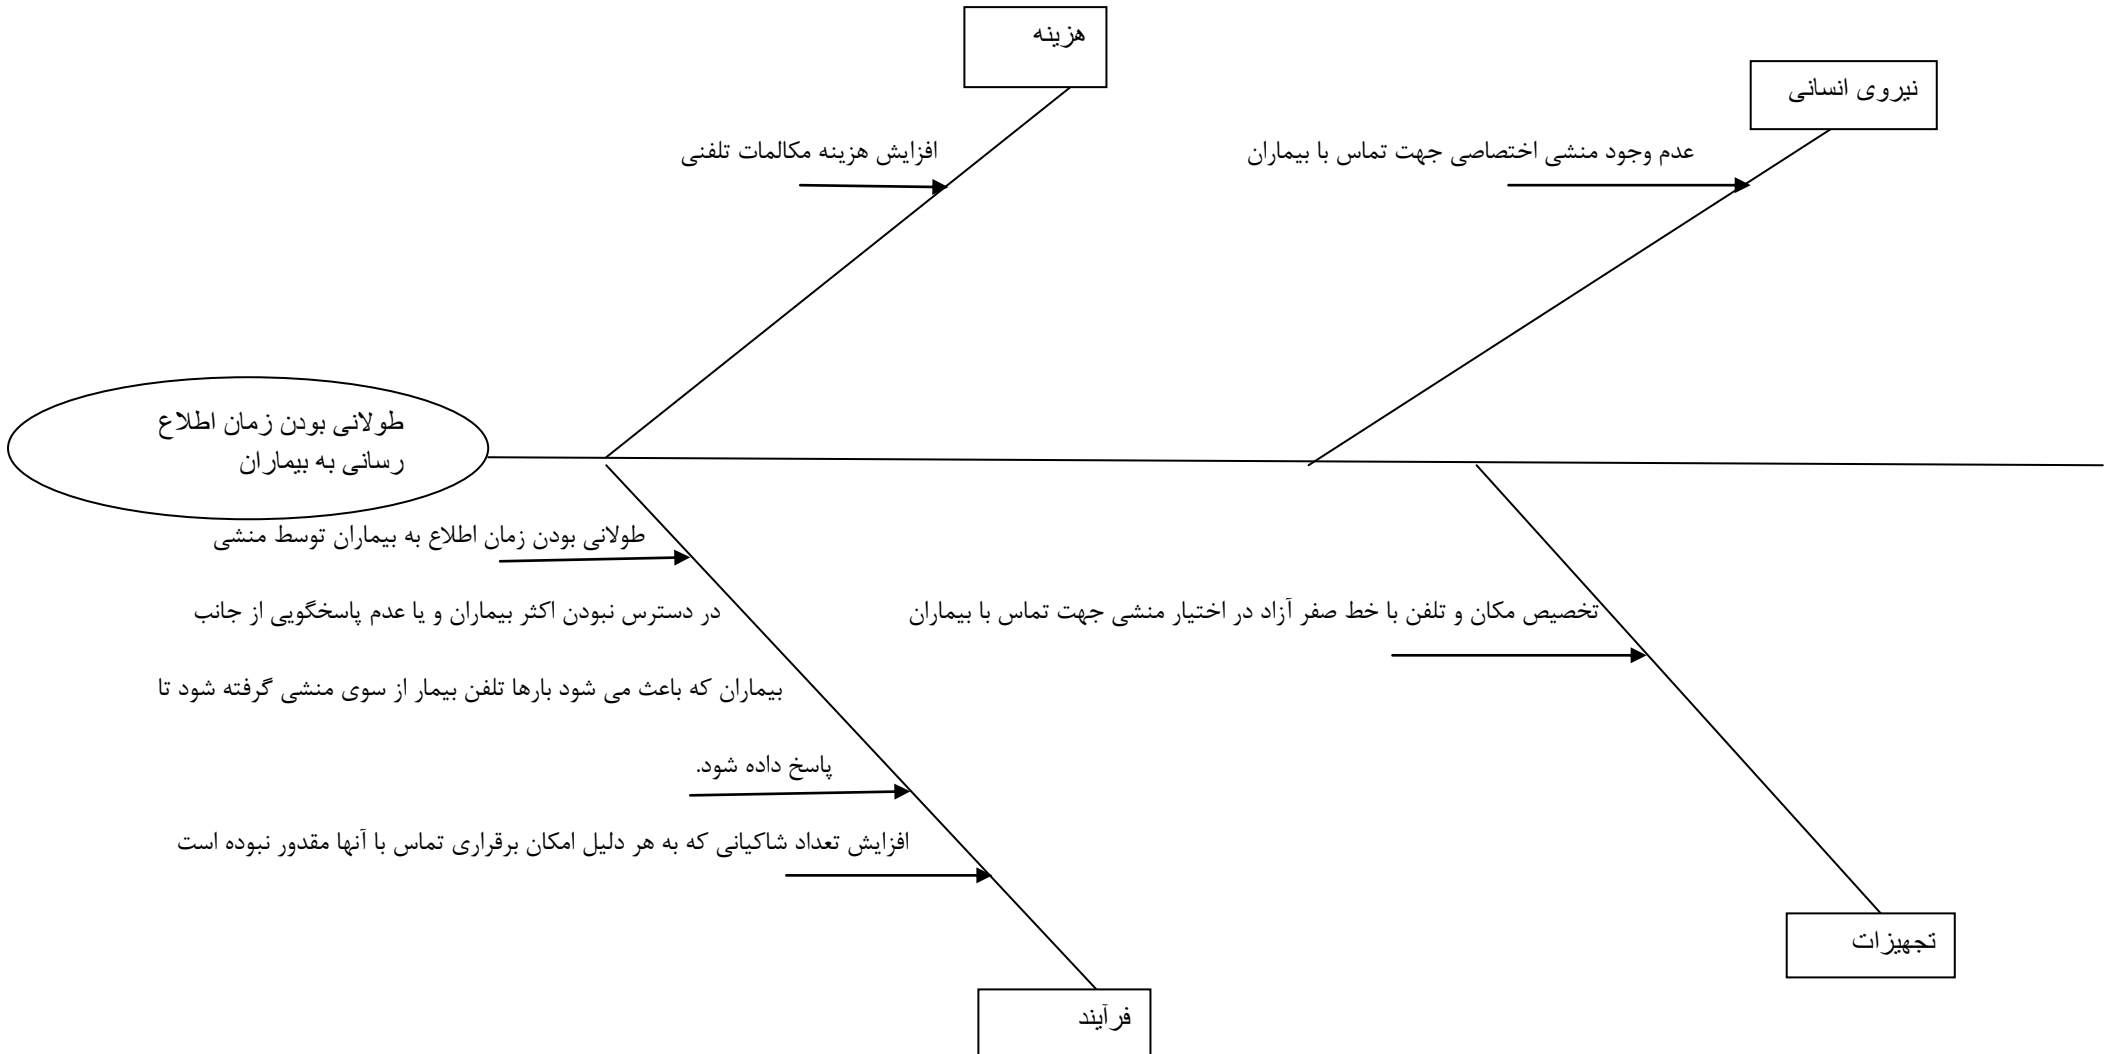 هزینه
نیروی انسانی
عدم وجود منشی اختصاصی جهت تماس با بیماران
افزایش هزینه مکالمات تلفنی
طولانی بودن زمان اطلاع
رسانی به بیماران
طولانی بودن زمان اطلاع به بیماران توسط منشی
تخصیص مکان و تلفن با خط صفر آزاد در اختیار منشی جهت تماس با بیماران
در دسترس نبودن اکثر بیماران و یا عدم پاسخگویی از جانب
بیماران که باعث می شود بارها تلفن بیمار از سوی منشی گرفته شود تا
پاسخ داده شود.
افزایش تعداد شاکیانی که به هر دلیل امکان برقراری تماس با آنها مقدور نبوده است
تجهیزات
فرآیند